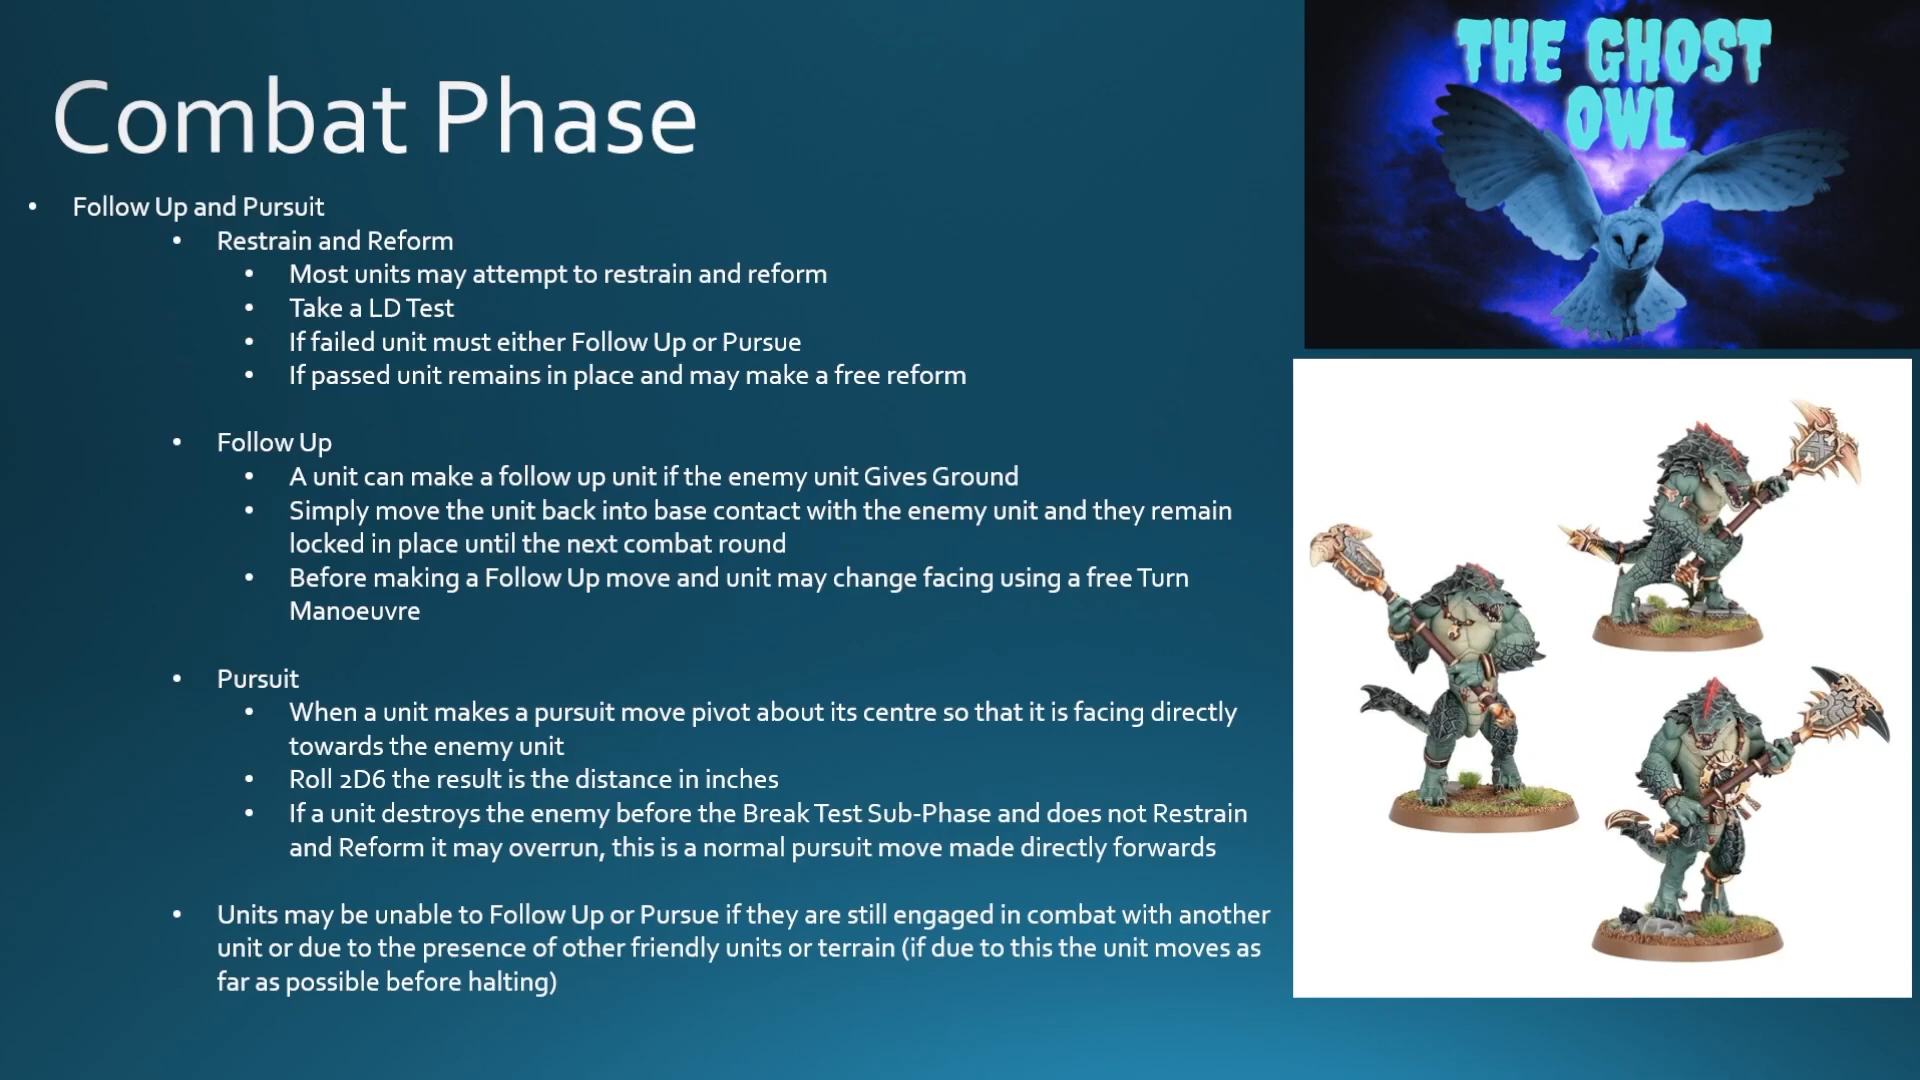 THE GHOST
OWL
Combat Phase
• Follow Up and Pursuit
• Restrain and Reform
• Most units may attempt to restrain and reform
• Take a LD Test
• If failed unit must either Follow Up or Pursue
• If passed unit remains in place and may make a free reform
• Follow Up
• A unit can make a follow up unit if the enemy unit Gives Ground
• Simply move the unit back into base contact with the enemy unit and they remain
locked in place until the next combat round
• Before making a Follow Up move and unit may change facing using a free Turn
Manoeuvre
• Pursuit
• When a unit makes a pursuit move pivot about its centre so that it is facing directly
towards the enemy unit
• Roll 2D6 the result is the distance in inches
• If a unit destroys the enemy before the Break Test Sub-Phase and does not Restrain
and Reform it may overrun, this is a normal pursuit move made directly forwards
• Units may be unable to Follow Up or Pursue if they are still engaged in combat with another
unit or due to the presence of other friendly units or terrain (if due to this the unit moves as
far as possible before halting)